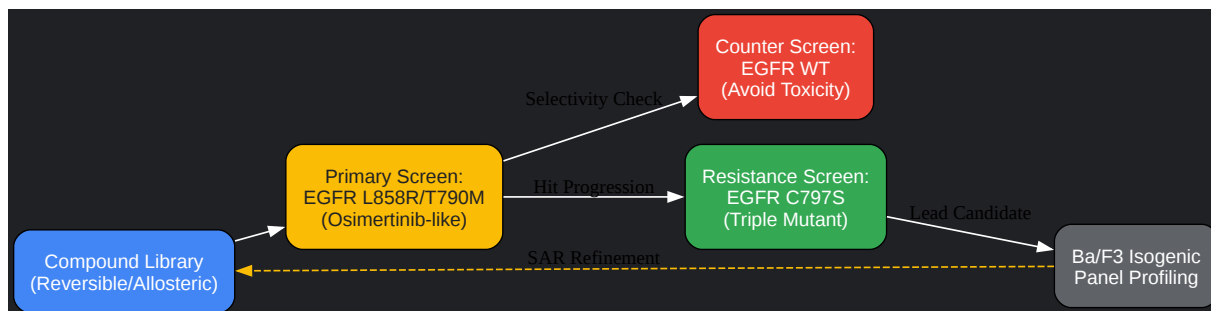 Compound Library
(Reversible/Allosteric)
Primary Screen:
EGFR L858R/T790M
(Osimertinib-like)
Selectivity Check
Counter Screen:
EGFR WT
(Avoid Toxicity)
Hit Progression
Resistance Screen:
EGFR C797S
(Triple Mutant)
Lead Candidate
Ba/F3 Isogenic
Panel Profiling
SAR Refinement